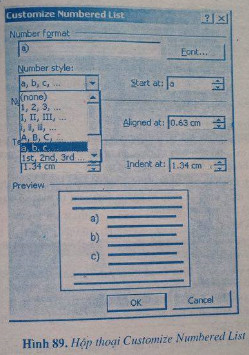 Customize Numbered List
Number format
a)
Font...
Number style:
a, b, c, ...
Start at: a
(none)
1, 2, 3, ...
I, II, III, ...
i, ii, iii, ...
A, B, C, ...
a, b, c, ...
1st, 2nd, 3rd ...
Aligned at: 0.63 cm
1.34 cm
Indent at: 1.34 cm
Preview
a)
b)
c)
OK
Cancel
Hình 89. Hộp thoại Customize Numbered List